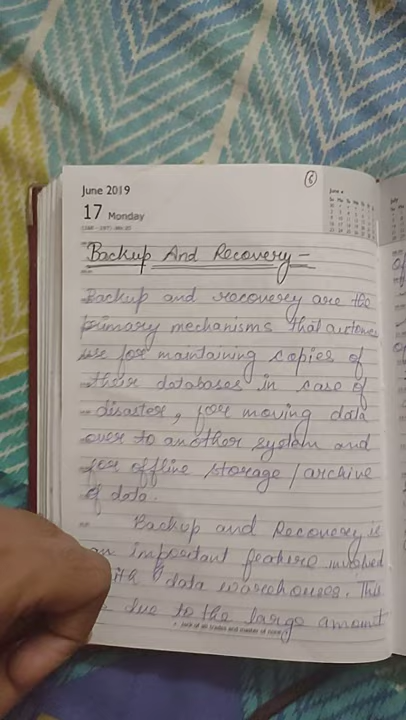 June 2019
6
17 Monday
June
Backup And Recovery -
Backup and recovery are the
primary mechanisms that
use for maintaining copies of
their databases in case of
disaster, for moving data
over to another system and
for offline storage / archive
of data.
Backup and Recovery is
an important feature involved
with data warehouses. This
due to the large amount